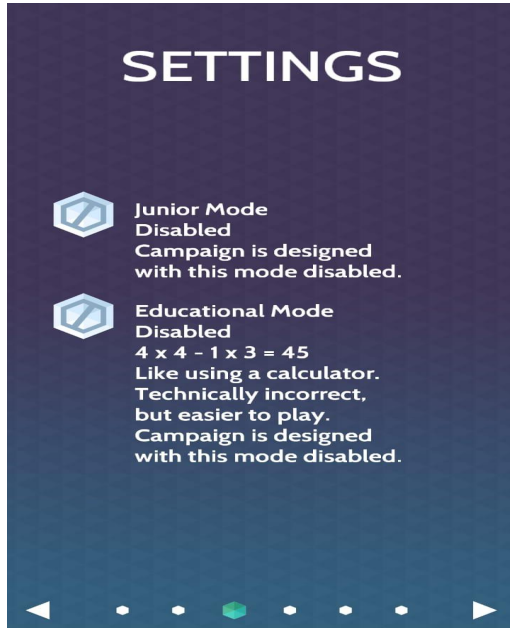 SETTINGS
Junior Mode
Disabled
Campaign is designed
with this mode disabled.
Educational Mode
Disabled
4 x 4 - 1 x 3 = 45
Like using a calculator.
Technically incorrect,
but easier to play.
Campaign is designed
with this mode disabled.